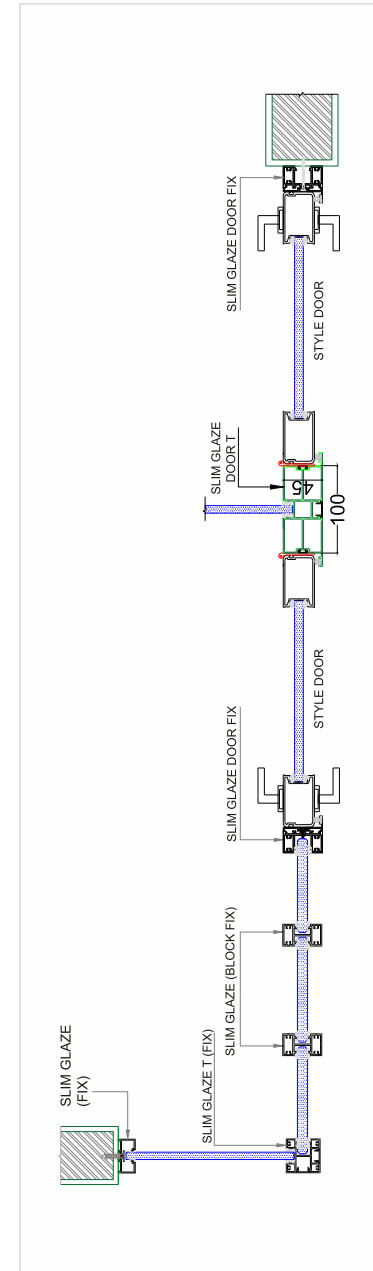 SLIM GLAZE DOOR FIX
STYLE DOOR
SLIM GLAZE
DOOR T
45
100
STYLE DOOR
SLIM GLAZE DOOR FIX
SLIM GLAZE (BLOCK FIX)
SLIM GLAZE T (FIX)
SLIM GLAZE
(FIX)